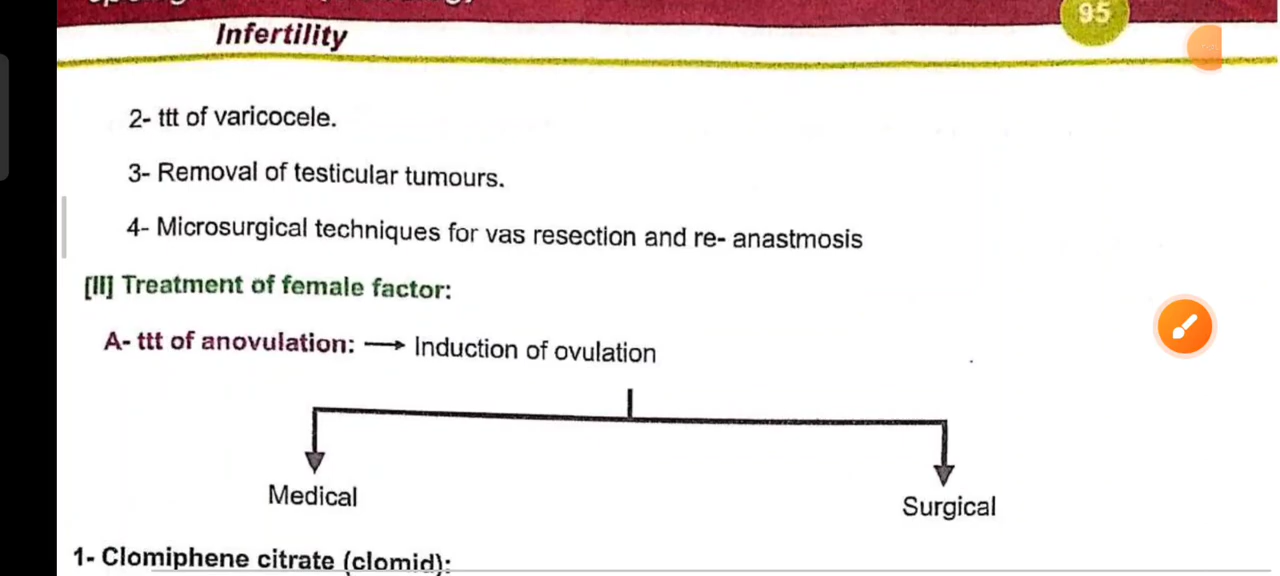 95
Infertility
2- ttt of varicocele.
3- Removal of testicular tumours.
4- Microsurgical techniques for vas resection and re- anastmosis
[II] Treatment of female factor:
A- ttt of anovulation: → Induction of ovulation
Medical
Surgical
1- Clomiphene citrate (clomid):